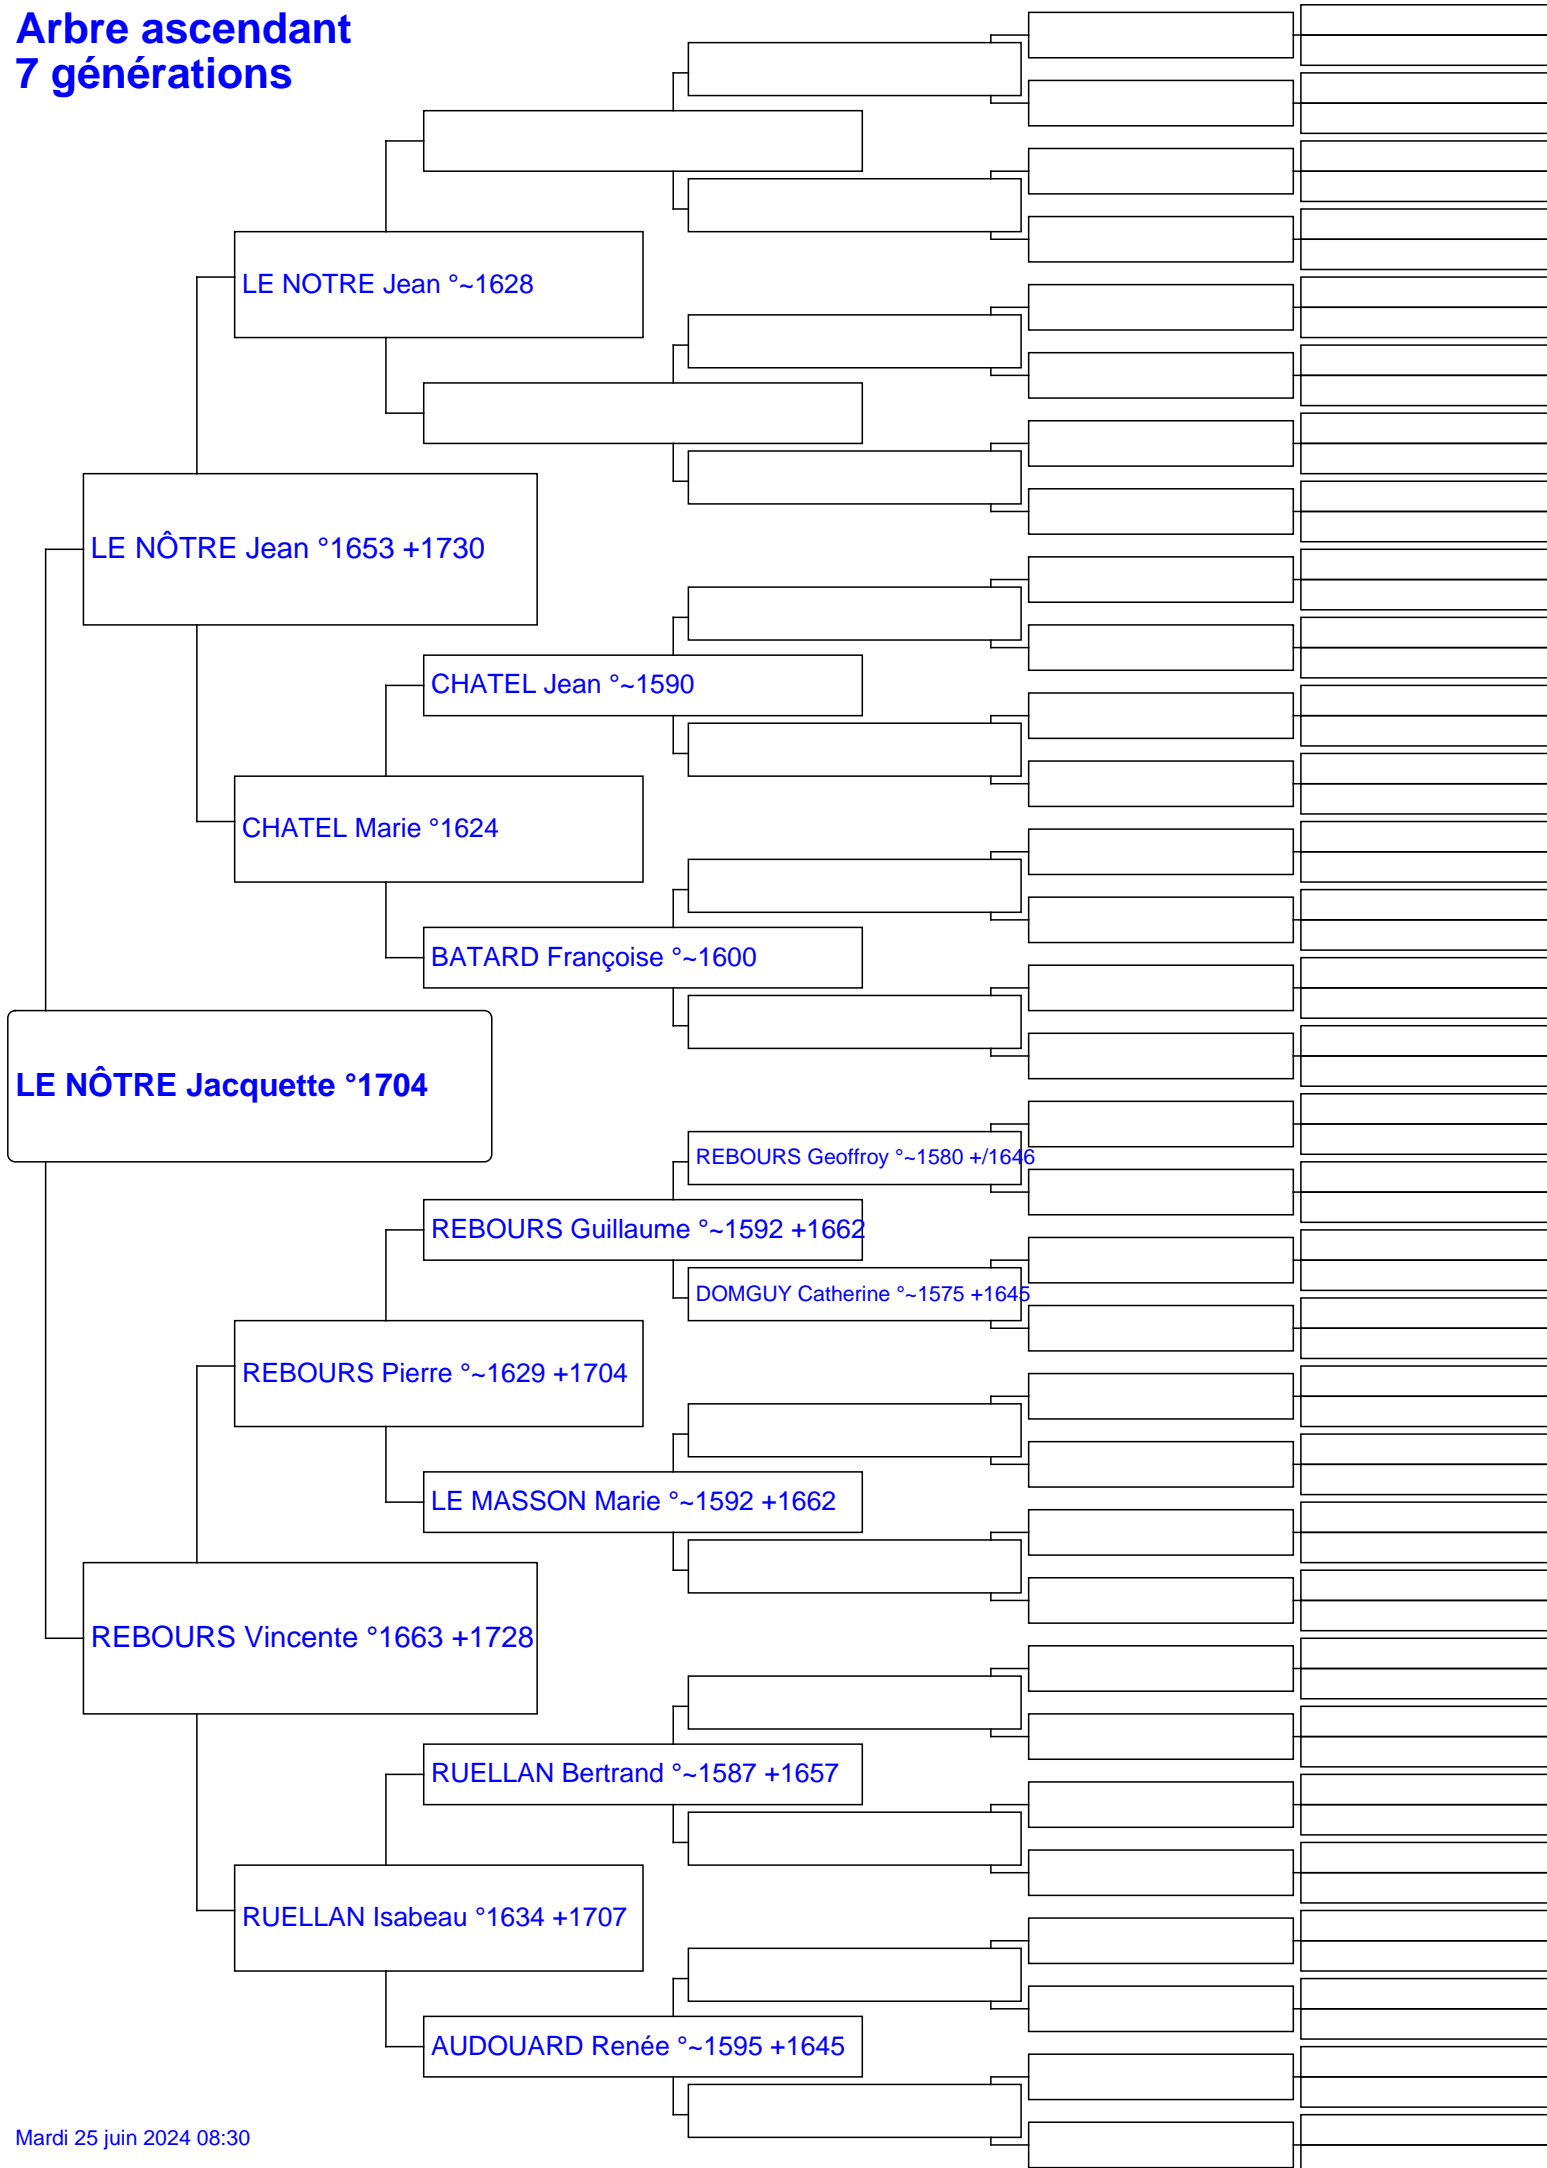 Arbre ascendant
7 générations
LE NOTRE Jean °~1628
LE NÔTRE Jean °1653 +1730
CHATEL Jean °~1590
CHATEL Marie °1624
BATARD Françoise °~1600
LE NÔTRE Jacquette °1704
REBOURS Geoffroy °~1580 +/1646
REBOURS Guillaume °~1592 +1662
DOMGUY Catherine °~1575 +1645
REBOURS Pierre °~1629 +1704
LE MASSON Marie °~1592 +1662
REBOURS Vincente °1663 +1728
RUELLAN Bertrand °~1587 +1657
RUELLAN Isabeau °1634 +1707
AUDOUARD Renée °~1595 +1645
Mardi 25 juin 2024 08:30